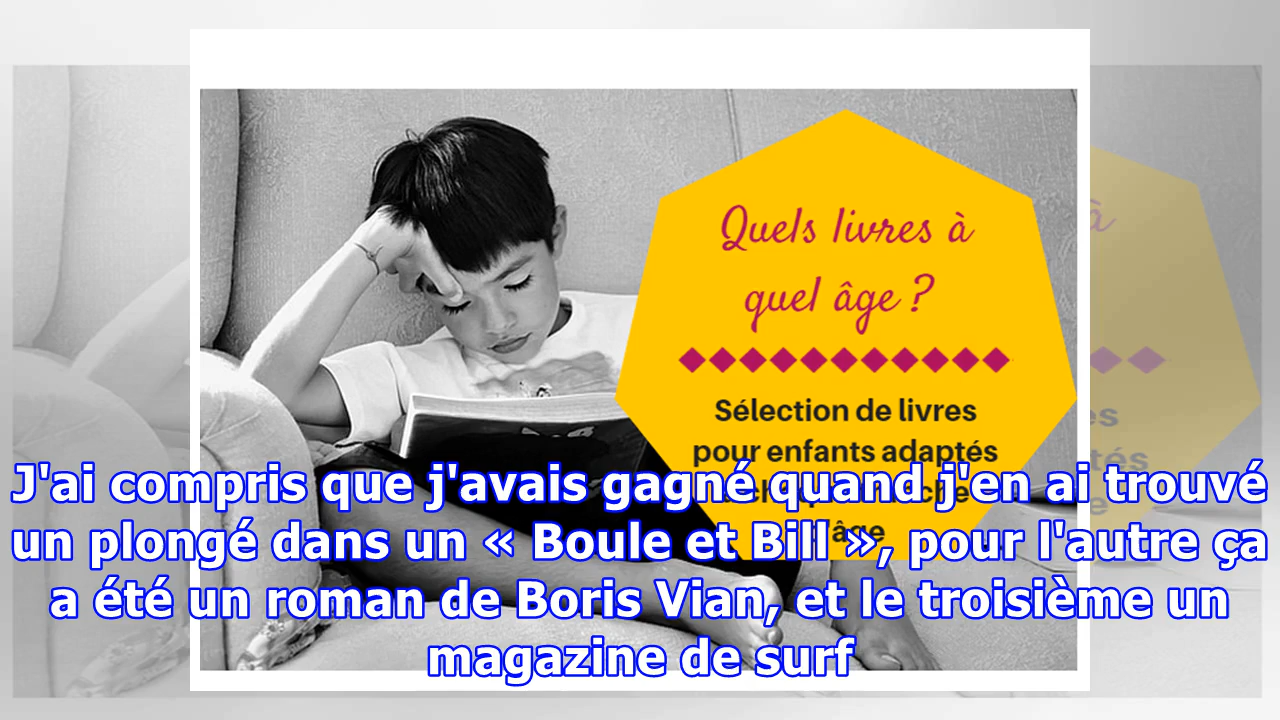 Quels livres à
quel âge ?
Sélection de livres
pour enfants adaptés
âge
J'ai compris que j'avais gagné quand j'en ai trouvé
un plongé dans un « Boule et Bill », pour l'autre ça
a été un roman de Boris Vian, et le troisième un
magazine de surf